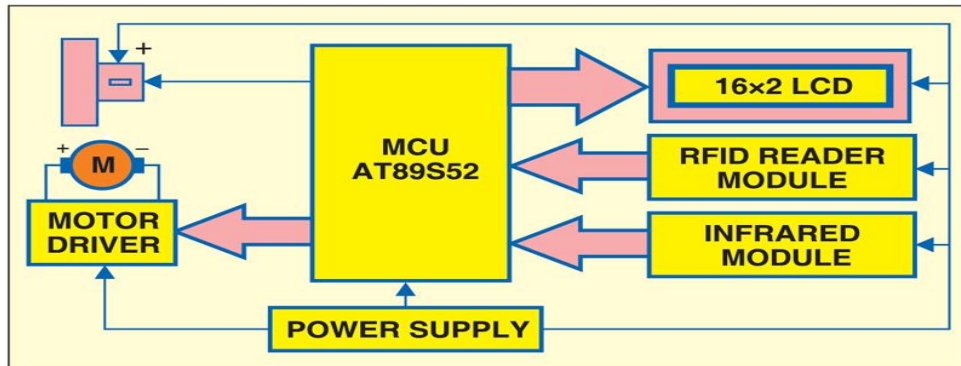 +
16×2 LCD
MCU
AT89S52
RFID READER
MODULE
+ −
M
MOTOR
DRIVER
INFRARED
MODULE
POWER SUPPLY